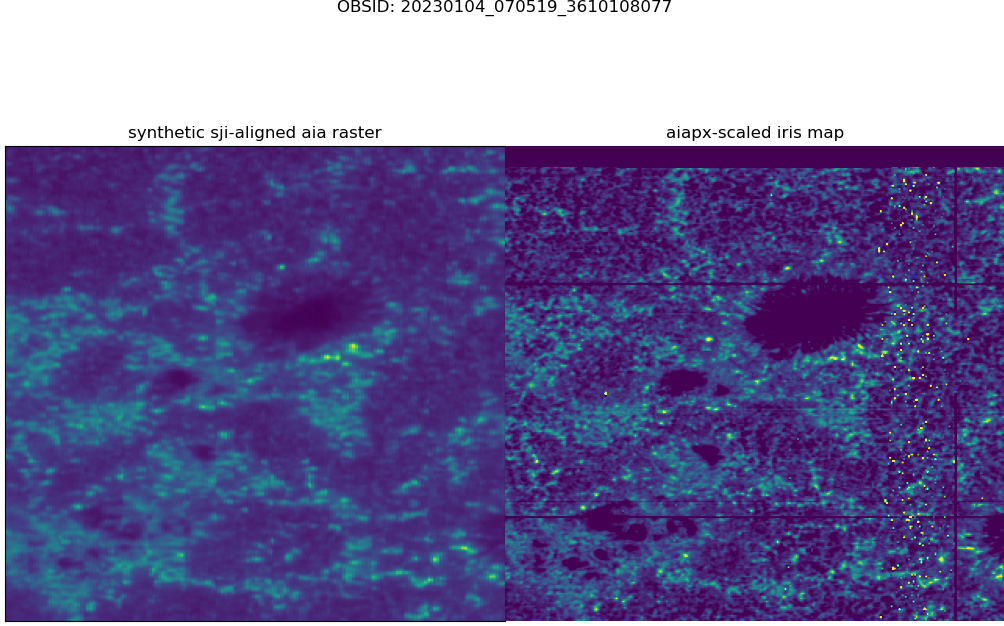 OBSID: 20230104_070519_3610108077
synthetic sji-aligned aia raster
aiapx-scaled iris map